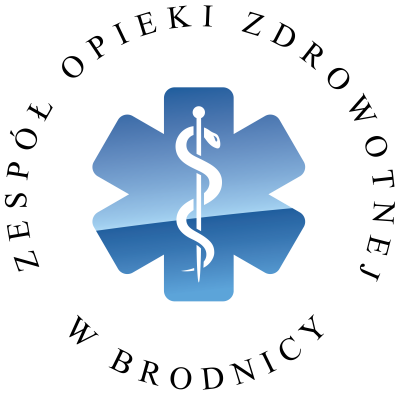 ZESPÓŁ OPIEKI ZDROWOTNEJ
W BRODNICY